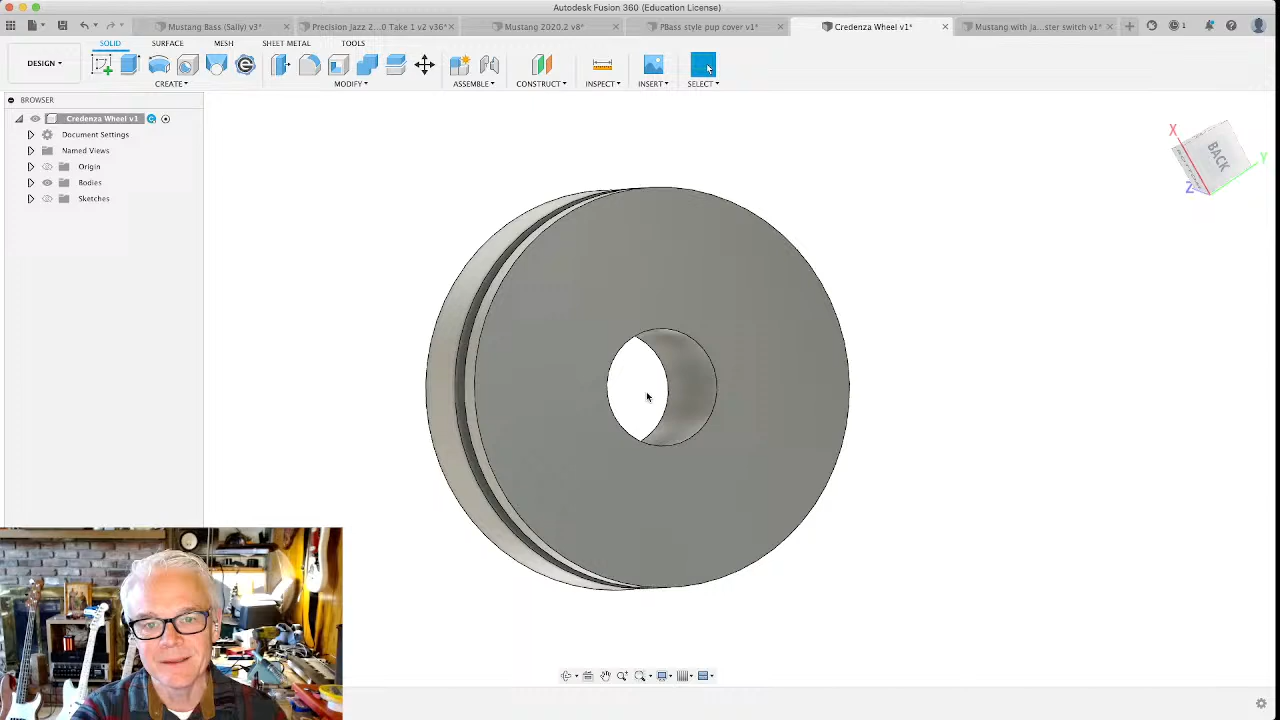 Autodesk Fusion 360 (Education License)
Mustang Bass (Sally) v3*
Precision Jazz 2...0 Take 1 v2 v36*
Mustang 2020.2 v6*
PBass style pup cover v1*
Credenza Wheel v1*
Mustang with Ja...ster switch v1*
1
SOLID
SURFACE
MESH
SHEET METAL
TOOLS
DESIGN
CREATE
MODIFY
ASSEMBLE
CONSTRUCT
INSPECT
INSERT
SELECT
BROWSER
Credenza Wheel v1
Document Settings
Named Views
Origin
Bodies
Sketches
X
BACK
Y
Z